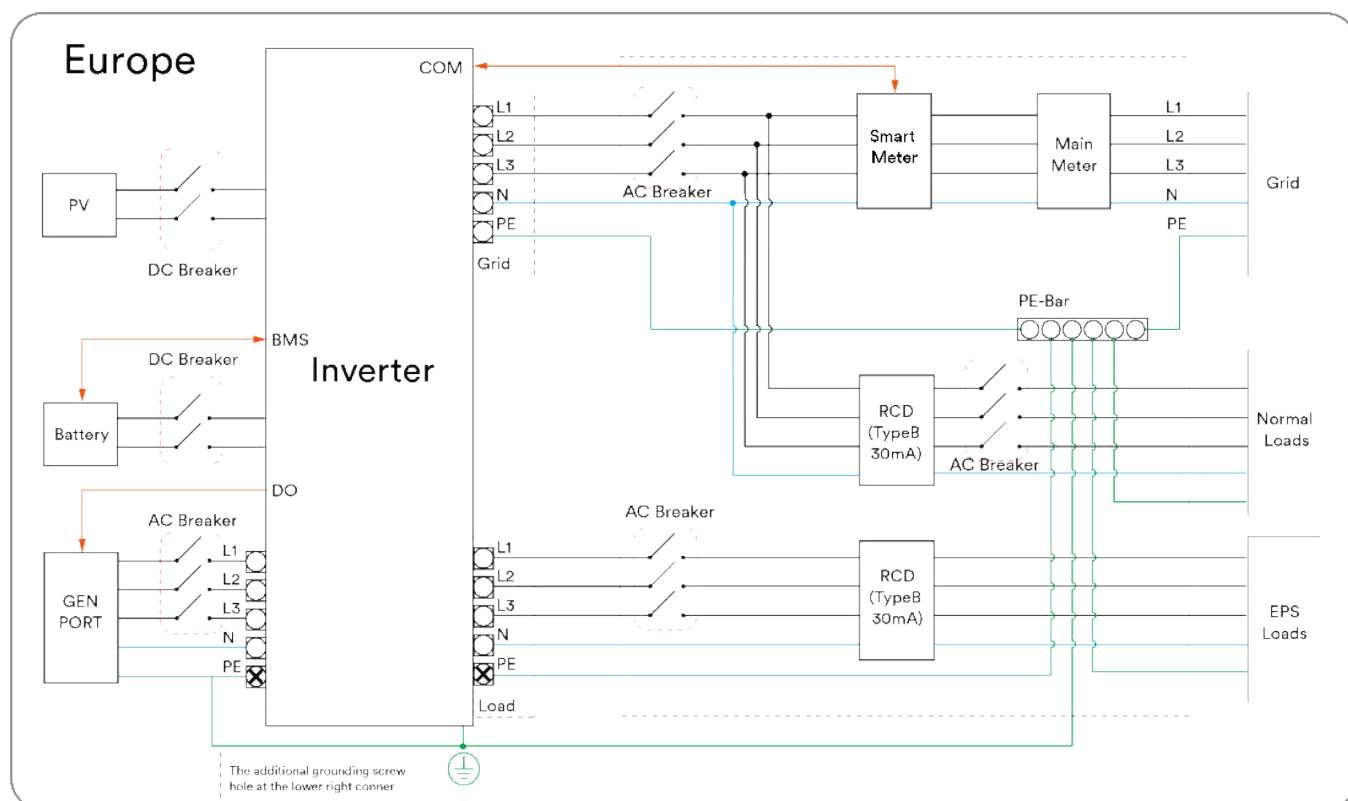 Europe
COM
L1
L2
L3
N
PE
Grid
AC Breaker
Smart
Meter
Main
Meter
L1
L2
L3
N
PE
Grid
PV
DC Breaker
PE-Bar
BMS
Inverter
DC Breaker
Battery
RCD
(TypeB
30mA)
AC Breaker
Normal
Loads
DO
AC Breaker
GEN
PORT
L1
L2
L3
N
PE
L1
L2
L3
N
PE
Load
AC Breaker
RCD
(TypeB
30mA)
EPS
Loads
The additional grounding screw
hole at the lower right conner